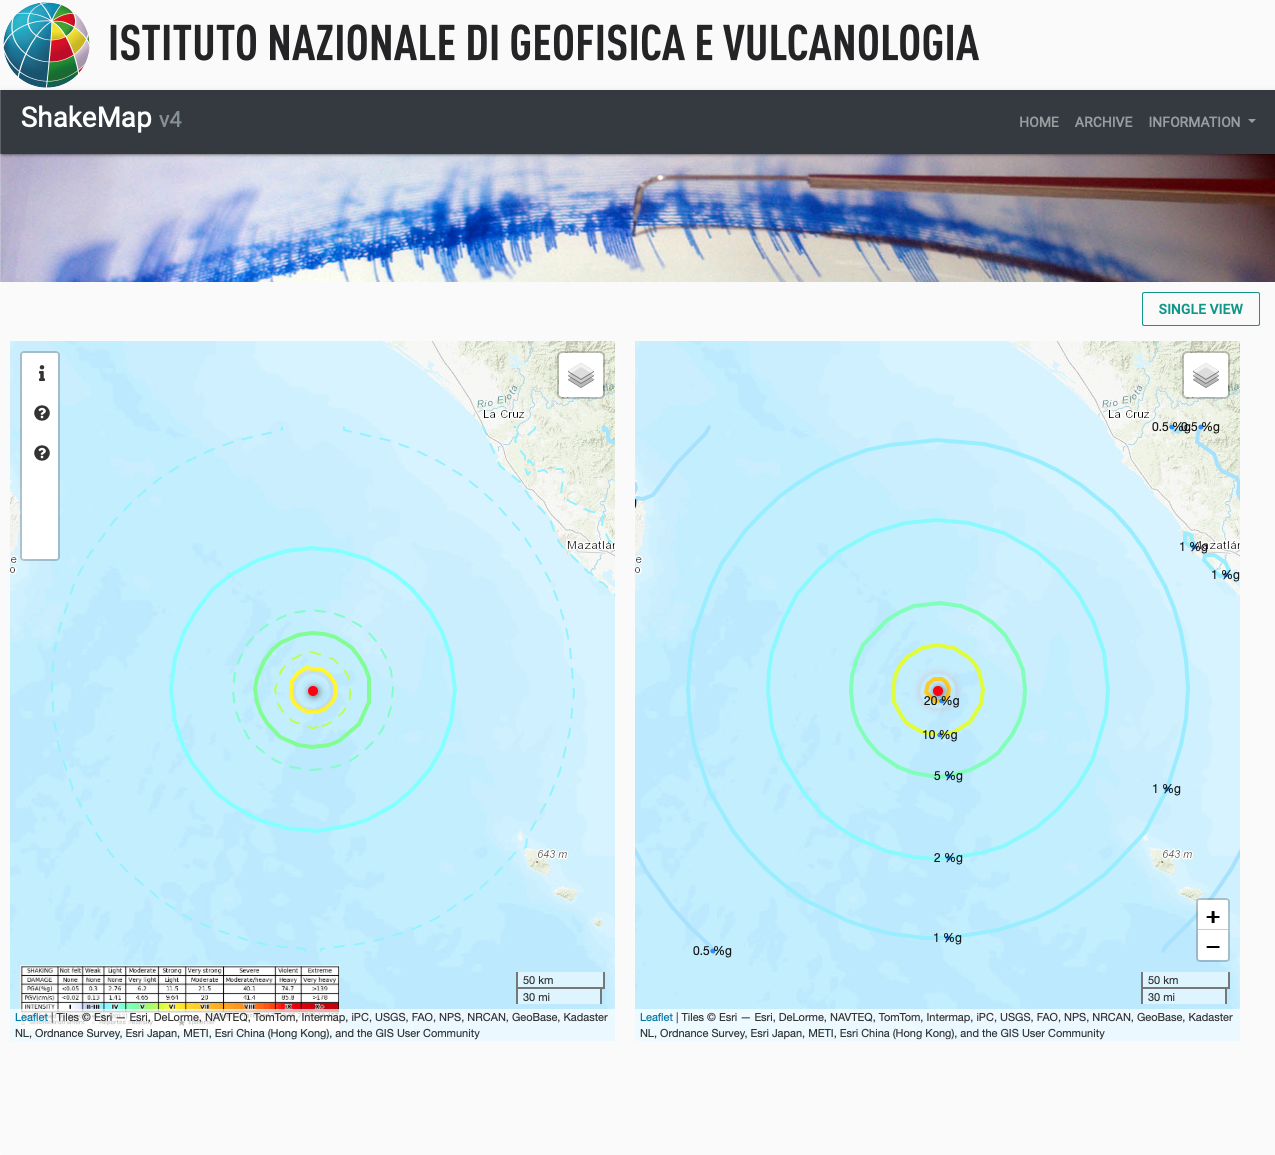 ISTITUTO NAZIONALE DI GEOFISICA E VULCANOLOGIA
ShakeMap v4
HOME ARCHIVE INFORMATION
SINGLE VIEW
Rio Elota
La Cruz
Mazatlán
e
o
643 m
50 km
30 mi
SHAKING Not felt Weak Light Moderate Strong Very strong Severe Violent Extreme
DAMAGE None None None Very light Light Moderate Moderate/heavy Heavy Very heavy
PGA(%g) <0.05 0.3 2.76 6.2 11.5 21.5 40.1 74.7 >139
PGV(cm/s) <0.02 0.13 1.41 4.65 9.64 20 41.4 85.8 >178
INTENSITY I II-III IV V VI VII VIII
Leaflet | Tiles © Esri — Esri, DeLorme, NAVTEQ, TomTom, Intermap, iPC, USGS, FAO, NPS, NRCAN, GeoBase, Kadaster
NL, Ordnance Survey, Esri Japan, METI, Esri China (Hong Kong), and the GIS User Community
Rio Elota
La Cruz
0.5 %g 0.5 %g
1 %g Mazatlán
e
o
1 %g
20 %g
10 %g
5 %g
1 %g
2 %g
643 m
1 %g
0.5 %g
+
−
50 km
30 mi
Leaflet | Tiles © Esri — Esri, DeLorme, NAVTEQ, TomTom, Intermap, iPC, USGS, FAO, NPS, NRCAN, GeoBase, Kadaster
NL, Ordnance Survey, Esri Japan, METI, Esri China (Hong Kong), and the GIS User Community